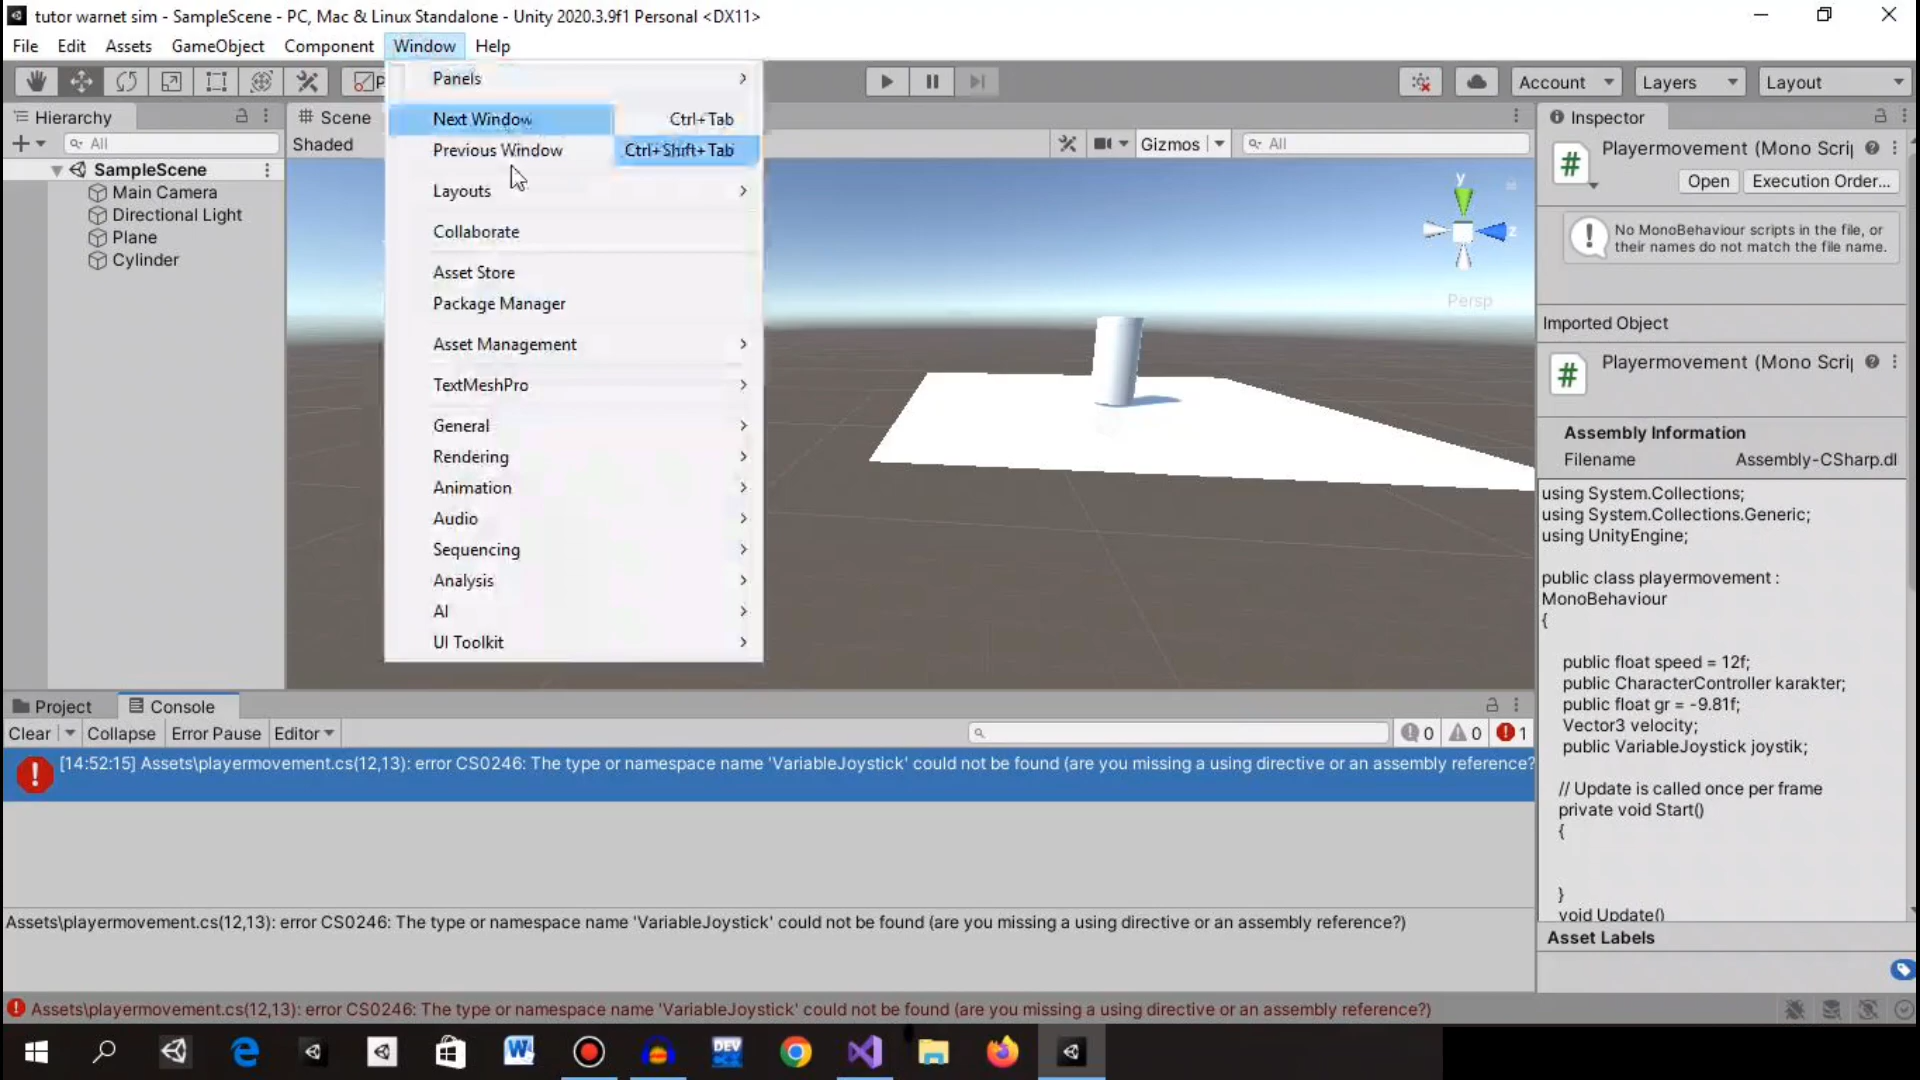 tutor warnet sim - SampleScene - PC, Mac & Linux Standalone - Unity 2020.3.9f1 Personal <DX11>
File Edit Assets GameObject Component Window Help
Account Layers Layout
Panels
Next Window Ctrl+Tab
Previous Window Ctrl+Shift+Tab
Layouts
Collaborate
Asset Store
Package Manager
Asset Management
TextMeshPro
General
Rendering
Animation
Audio
Sequencing
Analysis
AI
UI Toolkit
Hierarchy
All
SampleScene
Main Camera
Directional Light
Plane
Cylinder
Scene
Shaded
Gizmos All
y
z
Persp
Inspector
Playermovement (Mono Scri
Open Execution Order...
No MonoBehaviour scripts in the file, or
their names do not match the file name.
Imported Object
Playermovement (Mono Scri
Assembly Information
Filename Assembly-CSharp.dl
using System.Collections;
using System.Collections.Generic;
using UnityEngine;
public class playermovement :
MonoBehaviour
{
public float speed = 12f;
public CharacterController karakter;
public float gr = -9.81f;
Vector3 velocity;
public VariableJoystick joystik;
// Update is called once per frame
private void Start()
{
}
void Update()
Asset Labels
Project Console
Clear Collapse Error Pause Editor 0 0 1
[14:52:15] Assets\playermovement.cs(12,13): error CS0246: The type or namespace name 'VariableJoystick' could not be found (are you missing a using directive or an assembly reference?
Assets\playermovement.cs(12,13): error CS0246: The type or namespace name 'VariableJoystick' could not be found (are you missing a using directive or an assembly reference?)
Assets\playermovement.cs(12,13): error CS0246: The type or namespace name 'VariableJoystick' could not be found (are you missing a using directive or an assembly reference?)
DEV